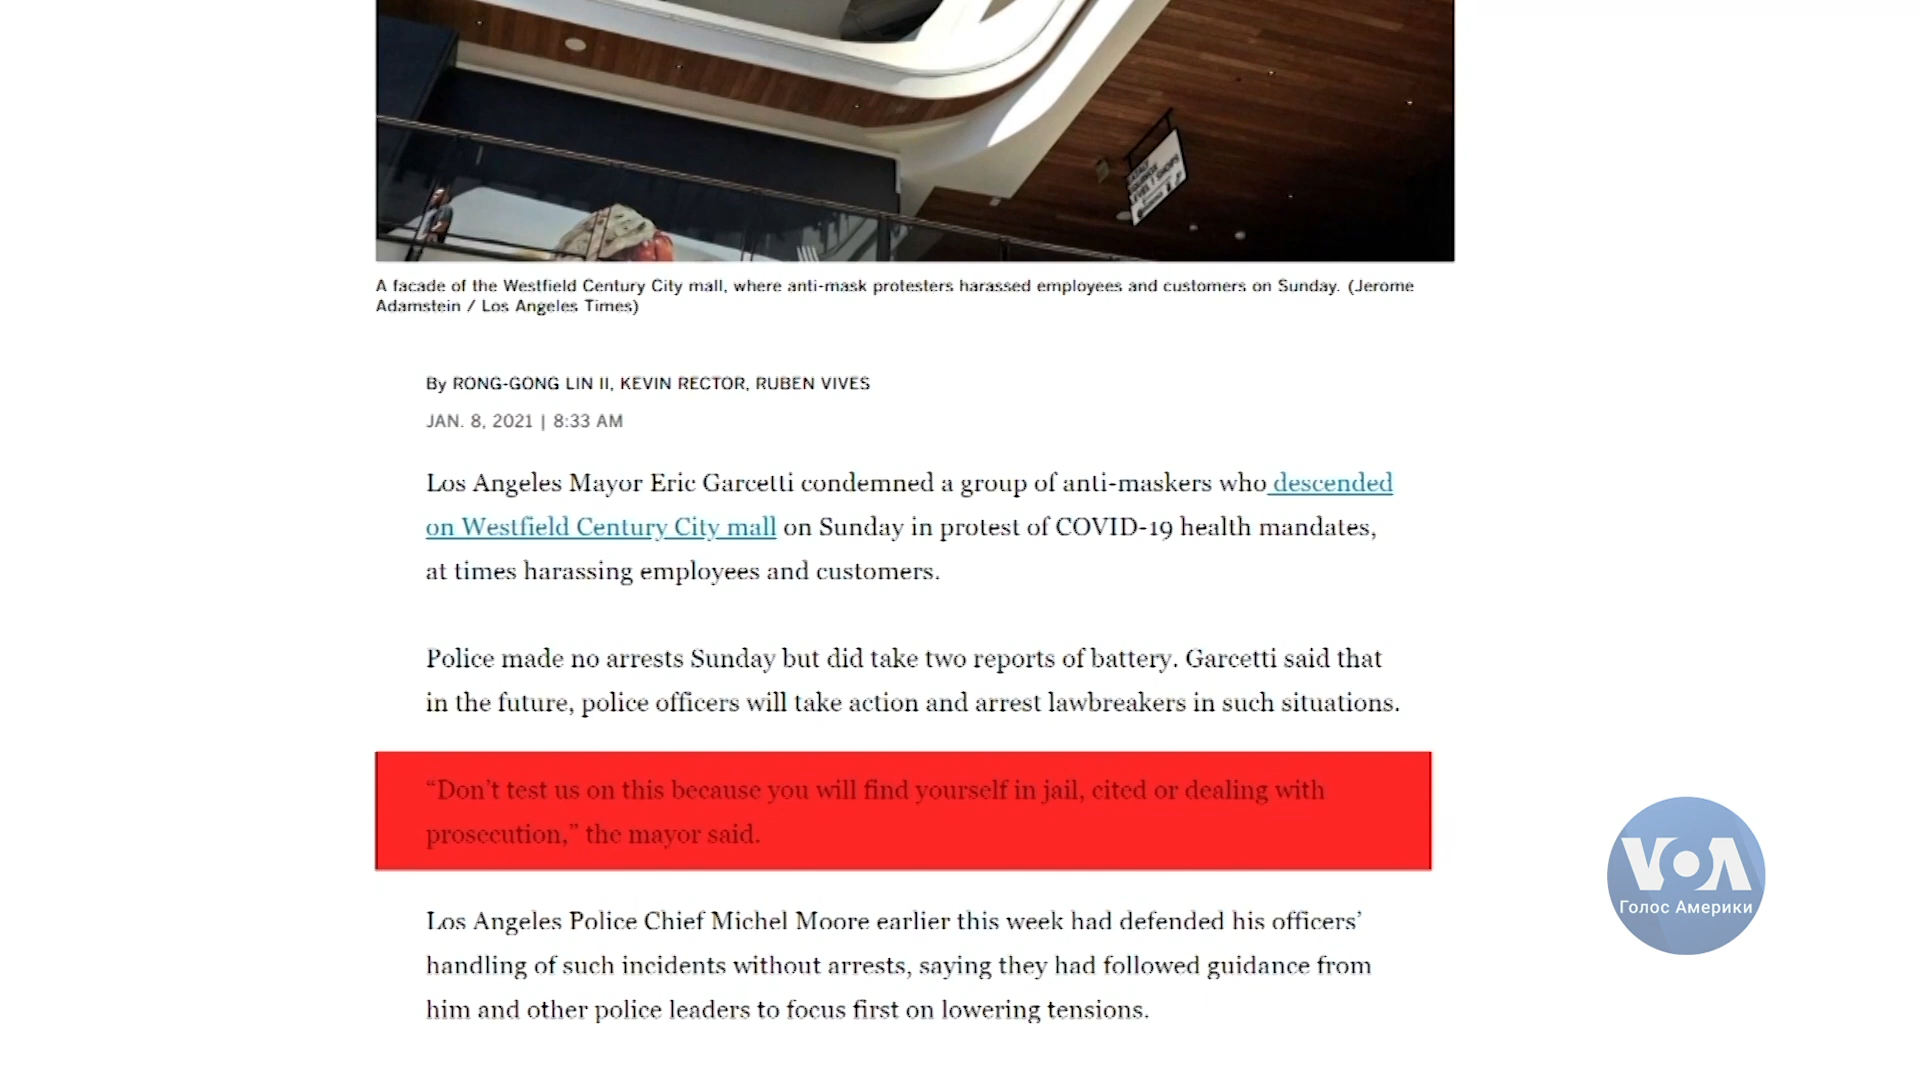 LEVEL 1 SHOPS
A facade of the Westfield Century City mall, where anti-mask protesters harassed employees and customers on Sunday. (Jerome
Adamstein / Los Angeles Times)
By RONG-GONG LIN II, KEVIN RECTOR, RUBEN VIVES
JAN. 8, 2021 | 8:33 AM
Los Angeles Mayor Eric Garcetti condemned a group of anti-maskers who descended
on Westfield Century City mall on Sunday in protest of COVID-19 health mandates,
at times harassing employees and customers.
Police made no arrests Sunday but did take two reports of battery. Garcetti said that
in the future, police officers will take action and arrest lawbreakers in such situations.
“Don’t test us on this because you will find yourself in jail, cited or dealing with
prosecution,” the mayor said.
Los Angeles Police Chief Michel Moore earlier this week had defended his officers’
handling of such incidents without arrests, saying they had followed guidance from
him and other police leaders to focus first on lowering tensions.
VOA
Голос Америки